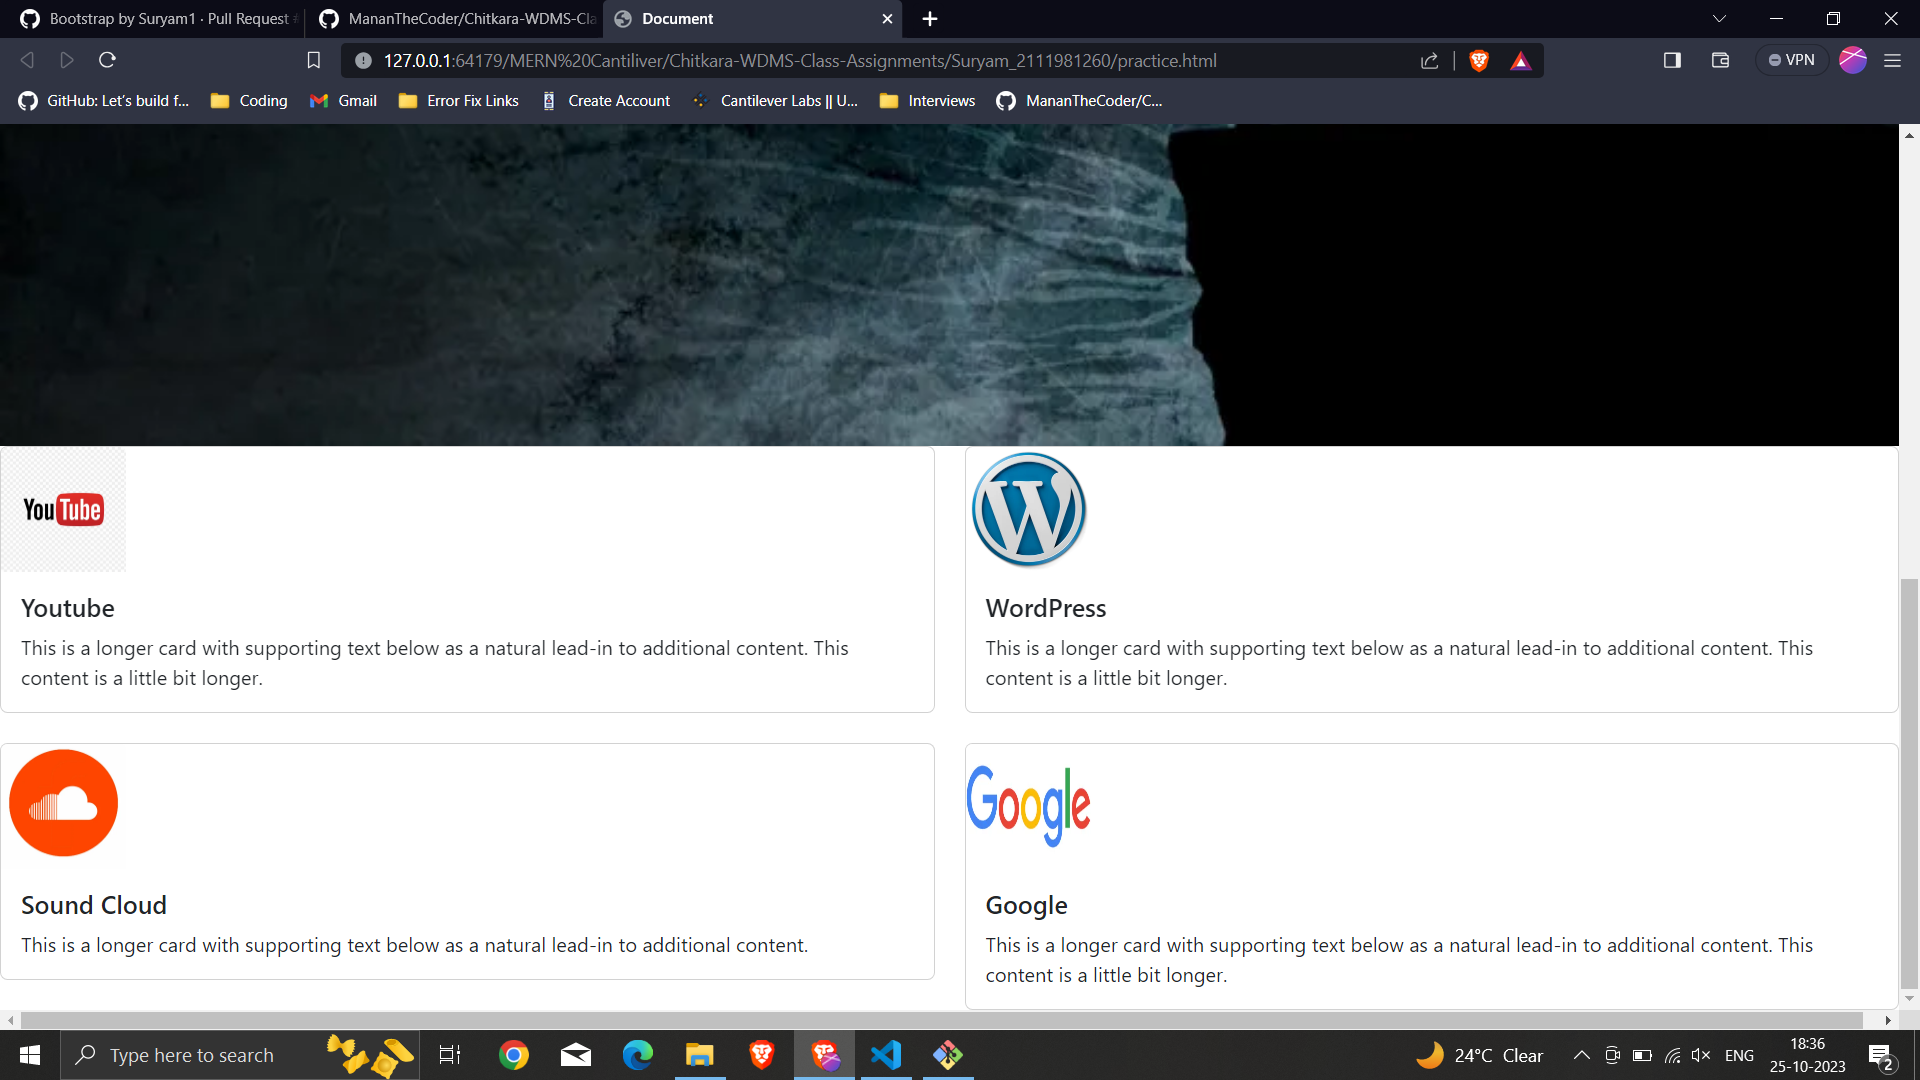 Bootstrap by Suryam1 · Pull Request #
MananTheCoder/Chitkara-WDMS-Cla
Document
127.0.0.1:64179/MERN%20Cantiliver/Chitkara-WDMS-Class-Assignments/Suryam_2111981260/practice.html
VPN
GitHub: Let's build f...
Coding
Gmail
Error Fix Links
Create Account
Cantilever Labs || U...
Interviews
MananTheCoder/C...
YouTube
W
Youtube
WordPress
This is a longer card with supporting text below as a natural lead-in to additional content. This
content is a little bit longer.
This is a longer card with supporting text below as a natural lead-in to additional content. This
content is a little bit longer.
Google
Sound Cloud
This is a longer card with supporting text below as a natural lead-in to additional content.
Google
This is a longer card with supporting text below as a natural lead-in to additional content. This
content is a little bit longer.
Type here to search
24°C Clear
ENG
18:36
25-10-2023
2